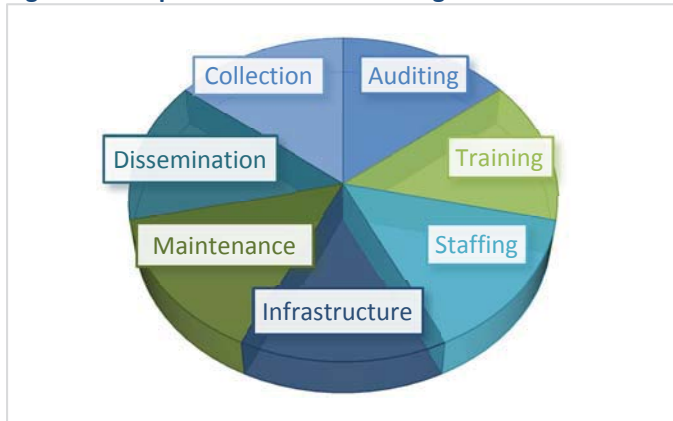 Collection Auditing
Dissemination Training
Maintenance Staffing
Infrastructure